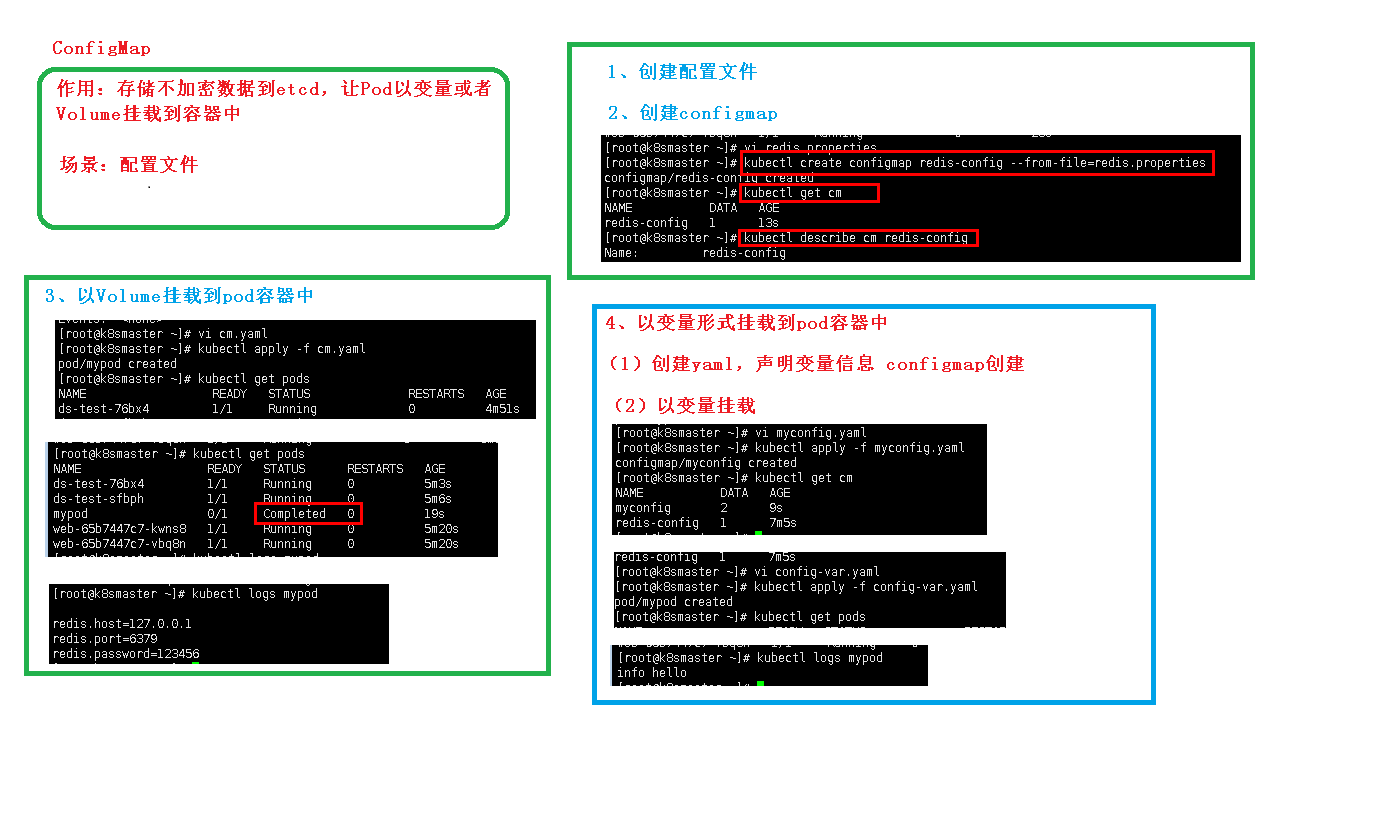 ConfigMap
作用：存储不加密数据到etcd，让Pod以变量或者
Volume挂载到容器中
场景：配置文件
1、创建配置文件
2、创建configmap
[root@k8smaster ~]# vi redis.properties
[root@k8smaster ~]# kubectl create configmap redis-config --from-file=redis.properties
configmap/redis-config created
[root@k8smaster ~]# kubectl get cm
NAME DATA AGE
redis-config 1 13s
[root@k8smaster ~]# kubectl describe cm redis-config
Name: redis-config
3、以Volume挂载到pod容器中
Events: <none>
[root@k8smaster ~]# vi cm.yaml
[root@k8smaster ~]# kubectl apply -f cm.yaml
pod/mypod created
[root@k8smaster ~]# kubectl get pods
NAME READY STATUS RESTARTS AGE
ds-test-76bx4 1/1 Running 0 4m51s
[root@k8smaster ~]# kubectl get pods
NAME READY STATUS RESTARTS AGE
ds-test-76bx4 1/1 Running 0 5m3s
ds-test-sfbph 1/1 Running 0 5m6s
mypod 0/1 Completed 0 19s
web-65b7447c7-kwns8 1/1 Running 0 5m20s
web-65b7447c7-vbq8n 1/1 Running 0 5m20s
[root@k8smaster ~]# kubectl logs mypod
redis.host=127.0.0.1
redis.port=6379
redis.password=123456
4、以变量形式挂载到pod容器中
（1）创建yaml，声明变量信息 configmap创建
（2）以变量挂载
[root@k8smaster ~]# vi myconfig.yaml
[root@k8smaster ~]# kubectl apply -f myconfig.yaml
configmap/myconfig created
[root@k8smaster ~]# kubectl get cm
NAME DATA AGE
myconfig 2 9s
redis-config 1 7m5s
redis-config 1 7m5s
[root@k8smaster ~]# vi config-var.yaml
[root@k8smaster ~]# kubectl apply -f config-var.yaml
pod/mypod created
[root@k8smaster ~]# kubectl get pods
[root@k8smaster ~]# kubectl logs mypod
info hello